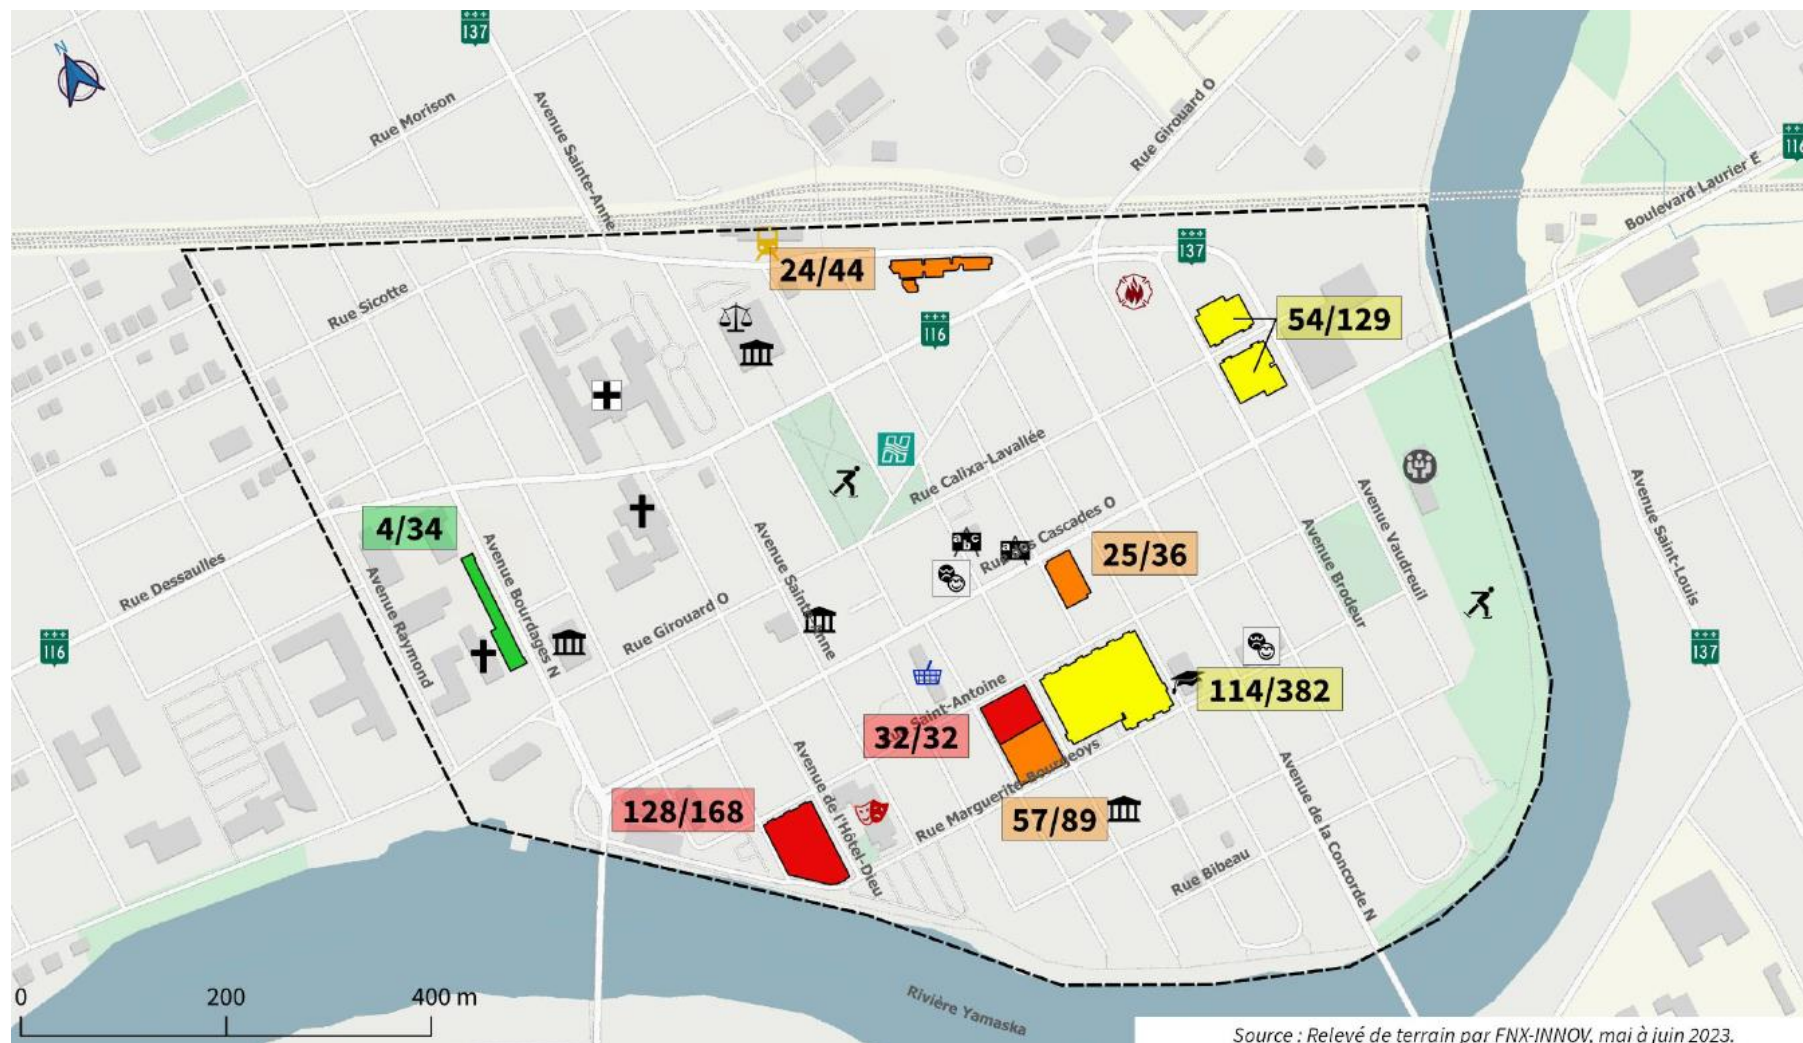 137
N
Rue Morison
Avenue Sainte-Anne
Rue Girouard O
116
Boulevard Laurier E
137
24/44
Rue Sicotte
116
54/129
Rue Calixa-Lavallée
4/34
Rue Dessaulles
Avenue Raymond
Avenue Bourdages N
Rue Girouard O
Avenue Sainte-Anne
abc
Cascades O
25/36
Avenue Brodeur
Avenue Vaudreuil
Avenue Saint-Louis
116
137
114/382
Saint-Antoine
32/32
128/168
Avenue de l'Hôtel-Dieu
Rue Marguerite-Bourgeoys
57/89
Rue Bibeau
Avenue de la Concorde N
0 200 400 m
Rivière Yamaska
Source : Relevé de terrain par FNX-INNOV, mai à juin 2023.